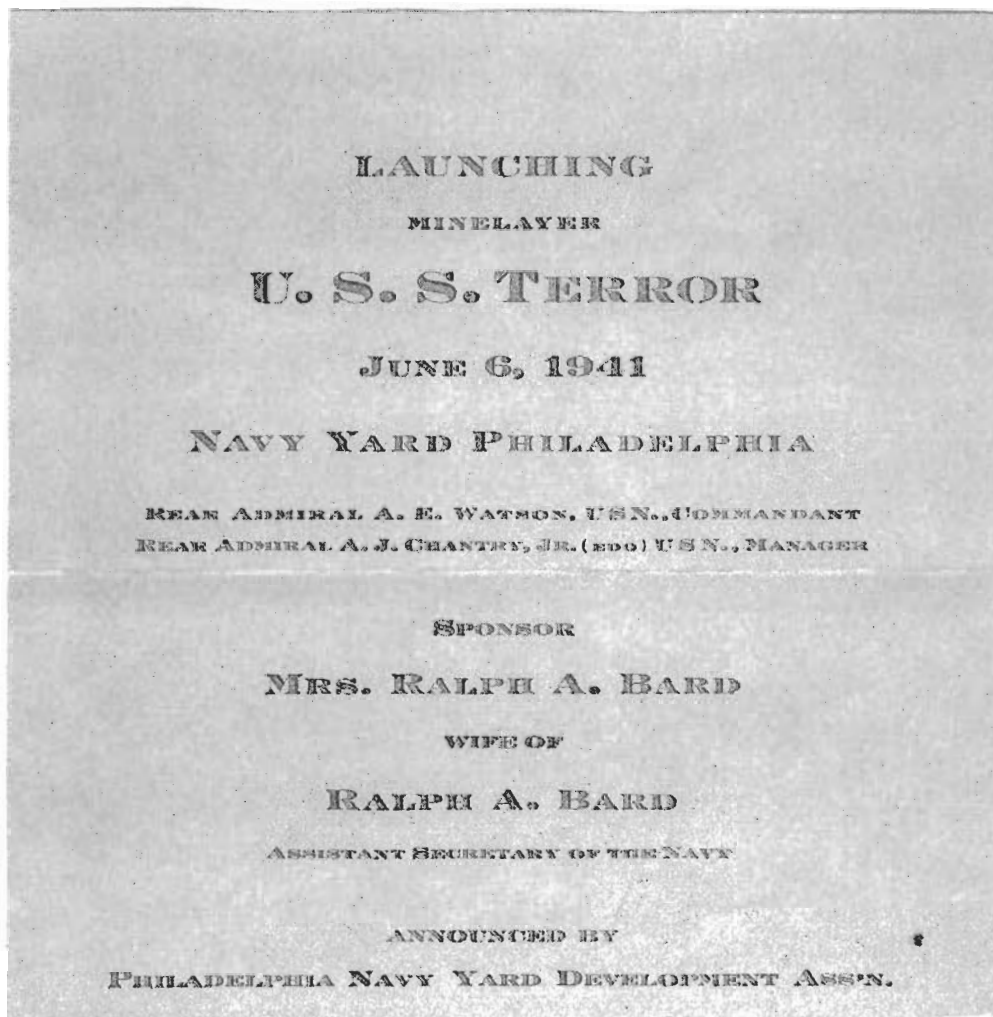 LAUNCHING
MINELAYER
U. S. S. TERROR
JUNE 6, 1941
NAVY YARD PHILADELPHIA
REAR ADMIRAL A. E. WATSON, USN., COMMANDANT
REAR ADMIRAL A. J. CHANTRY, JR. (EDO) USN., MANAGER
SPONSOR
MRS. RALPH A. BARD
WIFE OF
RALPH A. BARD
ASSISTANT SECRETARY OF THE NAVY
ANNOUNCED BY
PHILADELPHIA NAVY YARD DEVELOPMENT ASS'N.